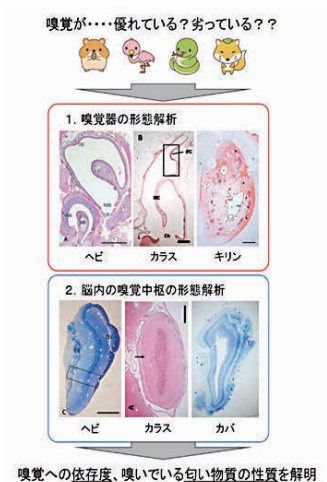 嗅覚が・・・・優れている？劣っている？？
1. 嗅覚器の形態解析
A
B
ヘビ
カラス
キリン
2. 脳内の嗅覚中枢の形態解析
C
A
ヘビ
カラス
カバ
嗅覚への依存度、嗅いでいる匂い物質の性質を解明